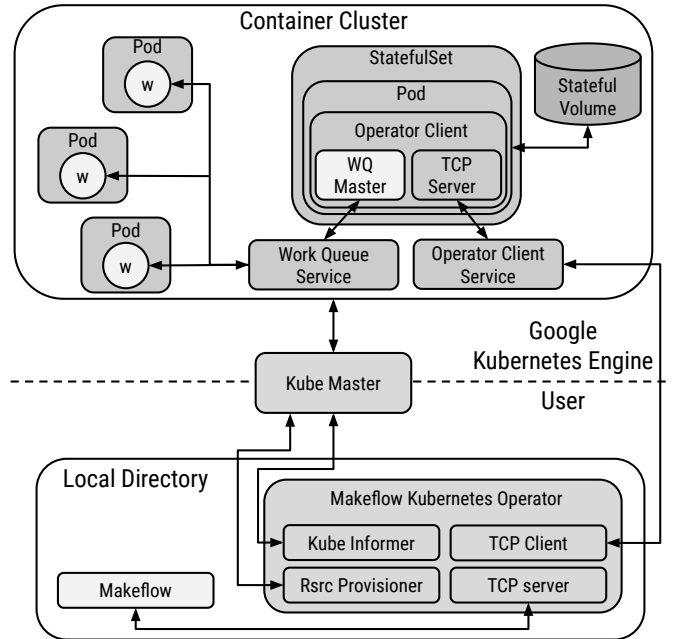 Container Cluster
Pod
w
StatefulSet
Pod
Operator Client
WQ
Master
TCP
Server
Stateful
Volume
Pod
w
Pod
w
Work Queue
Service
Operator Client
Service
Google
Kubernetes Engine
Kube Master
User
Local Directory
Makeflow Kubernetes Operator
Kube Informer
TCP Client
Rsrc Provisioner
TCP server
Makeflow